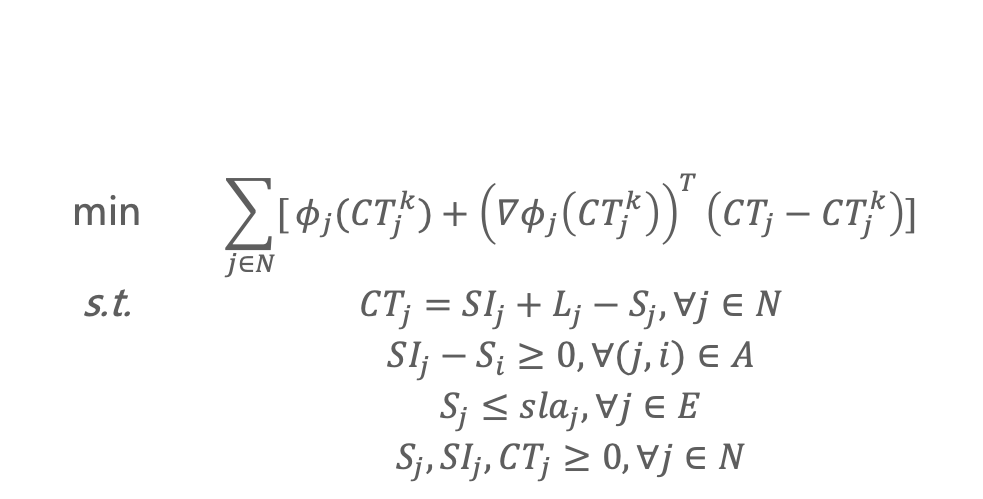 min ∑_{j∈N} [ϕ_j(CT_j^k) + (∇ϕ_j(CT_j^k))^T (CT_j − CT_j^k)]
s.t. CT_j = SI_j + L_j − S_j, ∀j ∈ N
SI_j − S_i ≥ 0, ∀(j, i) ∈ A
S_j ≤ sla_j, ∀j ∈ E
S_j, SI_j, CT_j ≥ 0, ∀j ∈ N